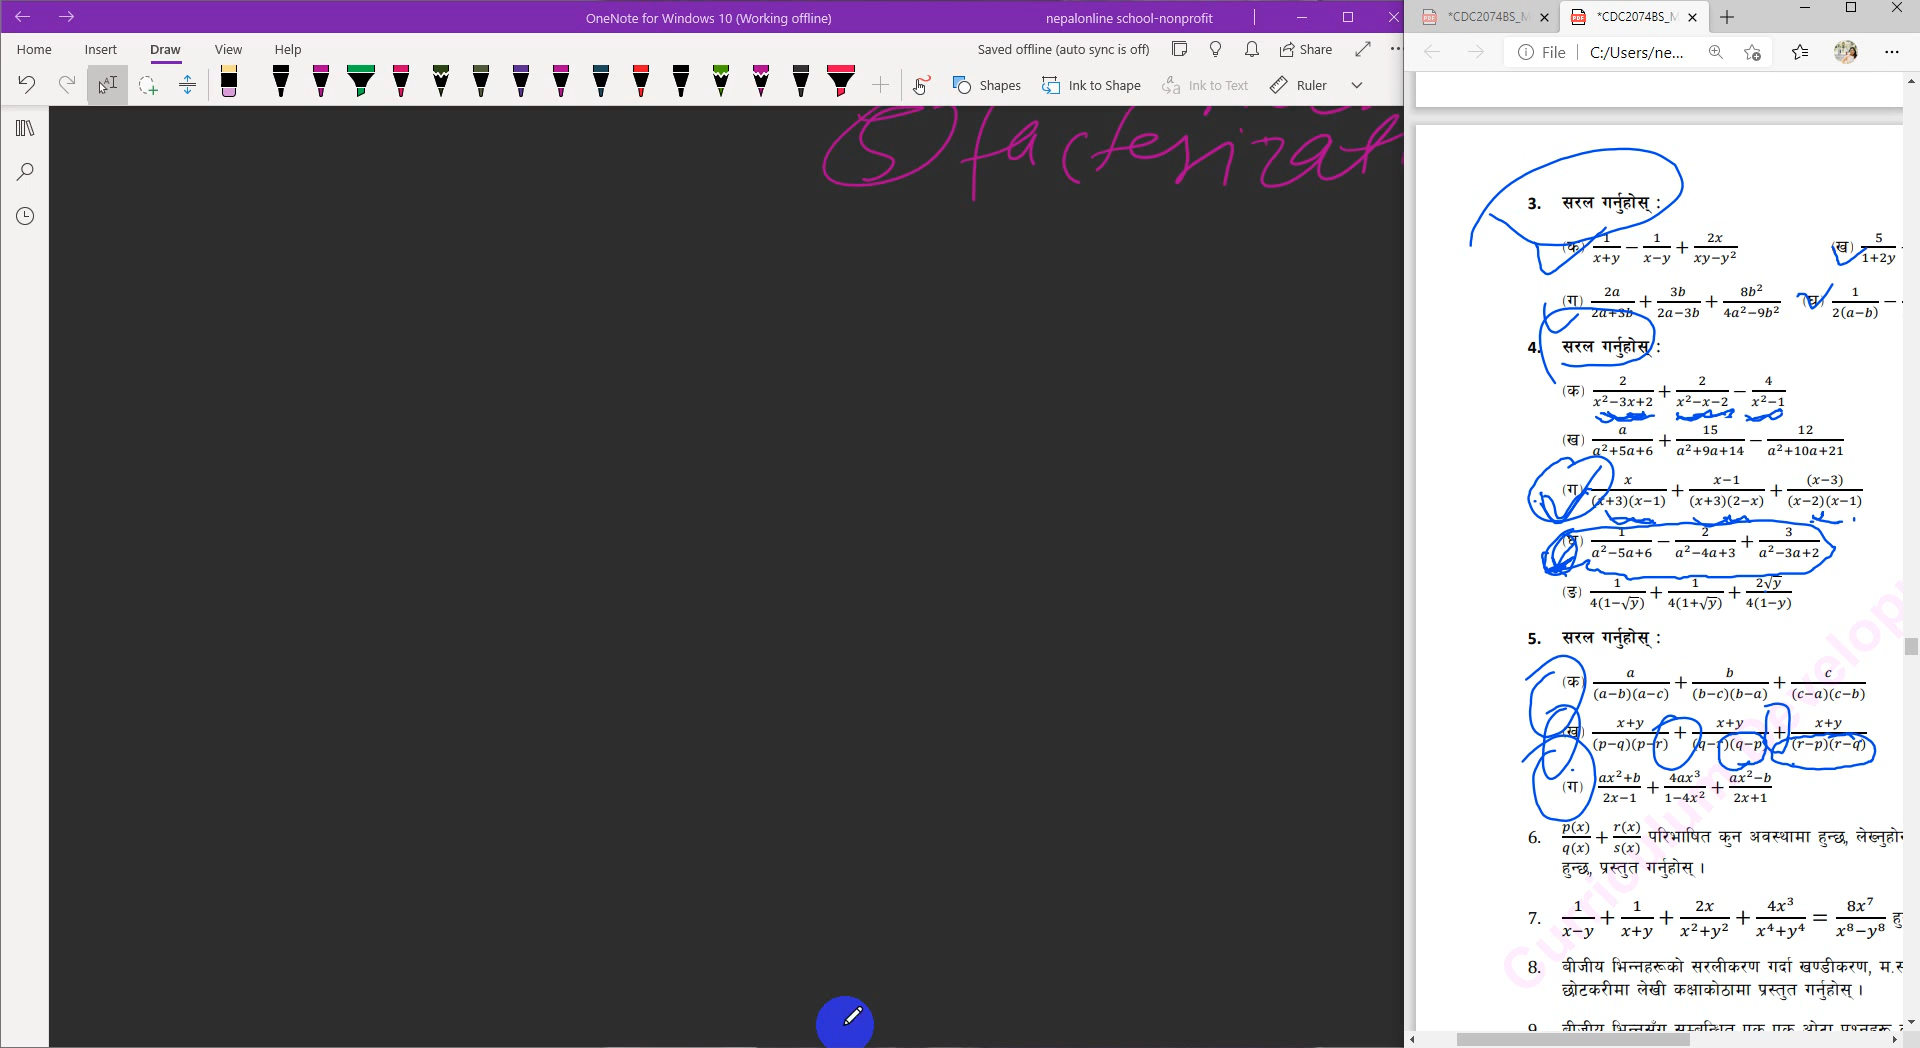 OneNote for Windows 10 (Working offline)
nepalonline school-nonprofit
Home Insert Draw View Help
Saved offline (auto sync is off)
Share
Shapes
Ink to Shape
Ink to Text
Ruler
*CDC2074BS_M
*CDC2074BS_M
File C:/Users/ne...
3. सरल गर्नुहोस् :
(क) 1/(x+y) − 1/(x−y) + 2x/(xy−y²) (ख) 5/(1+2y)
(ग) 2a/(2a+3b) + 3b/(2a−3b) + 8b²/(4a²−9b²) (घ) 1/(2(a−b)) −
4. सरल गर्नुहोस् :
(क) 2/(x²−3x+2) + 2/(x²−x−2) − 4/(x²−1)
(ख) a/(a²+5a+6) + 15/(a²+9a+14) − 12/(a²+10a+21)
(ग) x/((x+3)(x−1)) + (x−1)/((x+3)(2−x)) + (x−3)/((x−2)(x−1))
(घ) 1/(a²−5a+6) − 2/(a²−4a+3) + 3/(a²−3a+2)
(ङ) 1/(4(1−√y)) + 1/(4(1+√y)) + 2√y/(4(1−y))
5. सरल गर्नुहोस् :
(क) a/((a−b)(a−c)) + b/((b−c)(b−a)) + c/((c−a)(c−b))
(ख) (x+y)/((p−q)(p−r)) + (x+y)/((q−r)(q−p)) + (x+y)/((r−p)(r−q))
(ग) (ax²+b)/(2x−1) + 4ax³/(1−4x²) + (ax²−b)/(2x+1)
6. p(x)/q(x) + r(x)/s(x) परिभाषित कुन अवस्थामा हुन्छ, लेख्नुहो
हुन्छ, प्रस्तुत गर्नुहोस् ।
7. 1/(x−y) + 1/(x+y) + 2x/(x²+y²) + 4x³/(x⁴+y⁴) = 8x⁷/(x⁸−y⁸) हु
8. बीजीय भिन्नहरूको सरलीकरण गर्दा खण्डीकरण, म.स
छोटकरीमा लेखी कक्षाकोठामा प्रस्तुत गर्नुहोस् ।
(5) factorizat